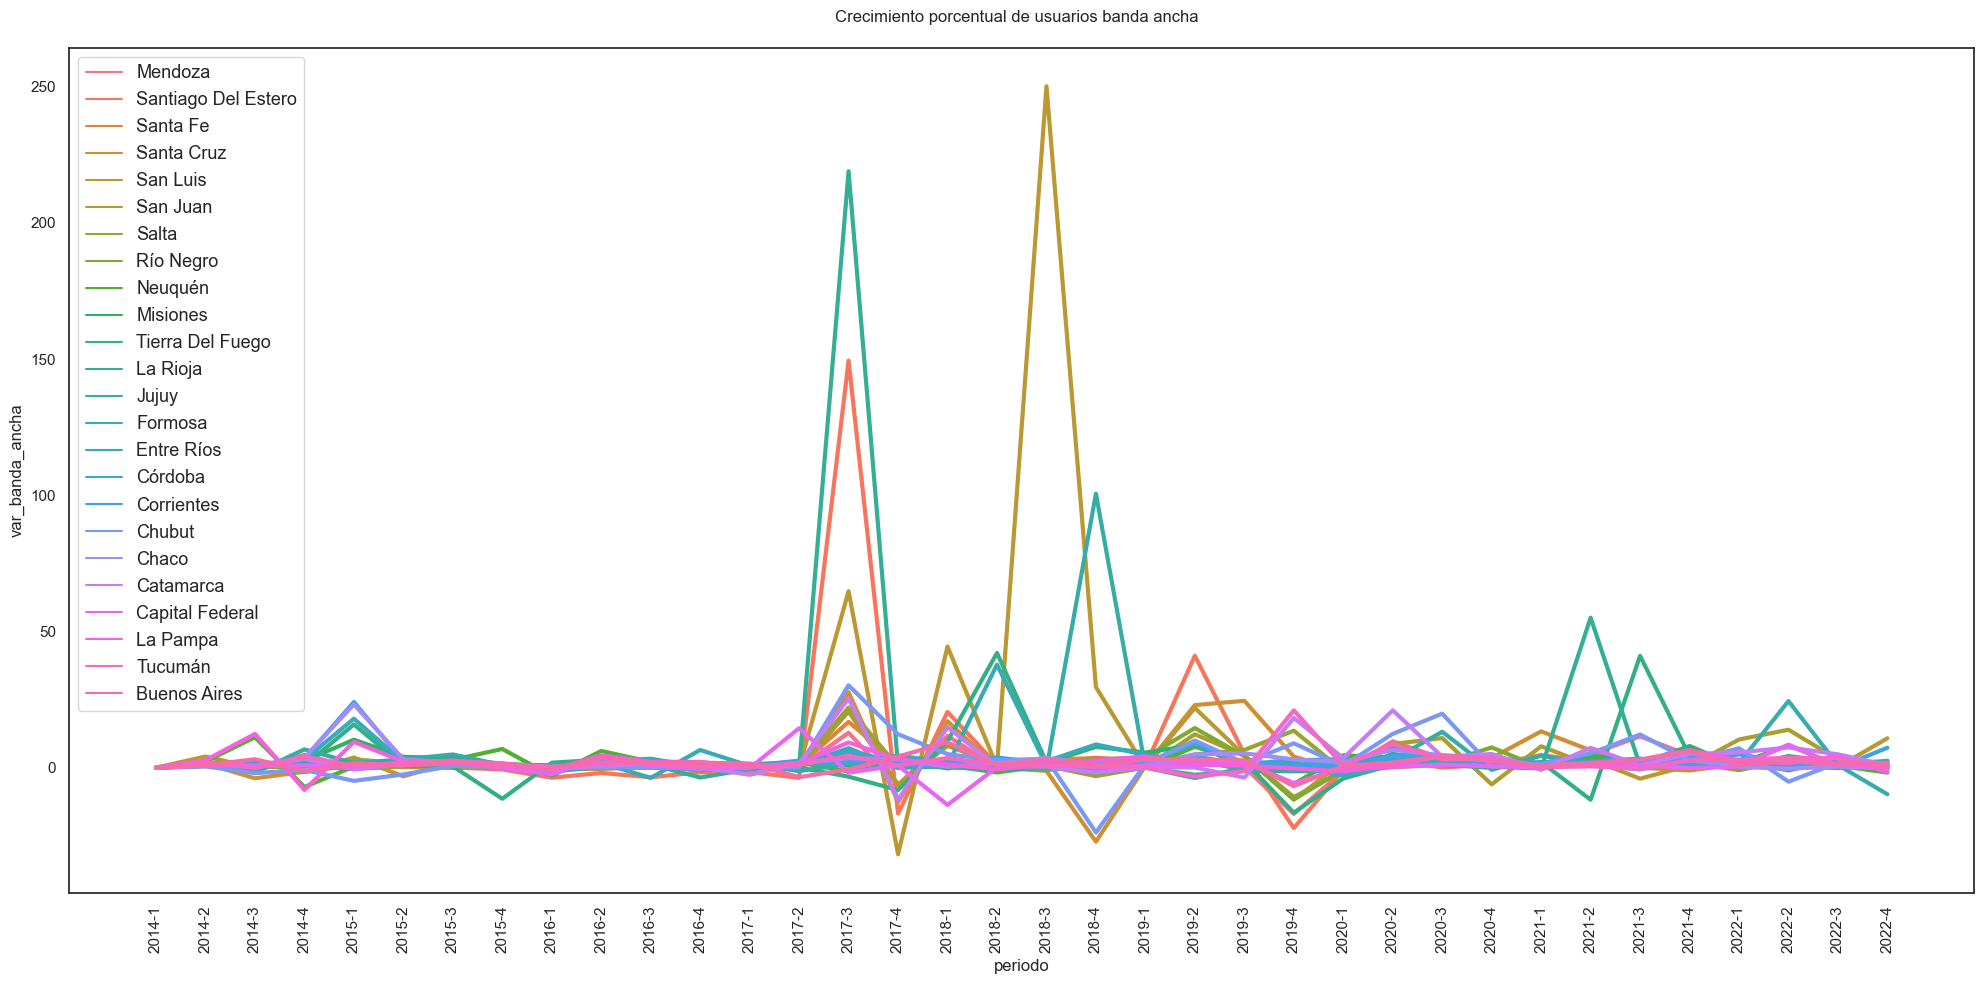 Crecimiento porcentual de usuarios banda ancha
Mendoza
Santiago Del Estero
Santa Fe
Santa Cruz
San Luis
San Juan
Salta
Río Negro
Neuquén
Misiones
Tierra Del Fuego
La Rioja
Jujuy
Formosa
Entre Ríos
Córdoba
Corrientes
Chubut
Chaco
Catamarca
Capital Federal
La Pampa
Tucumán
Buenos Aires
var_banda_ancha
250
200
150
100
50
0
2014-1
2014-2
2014-3
2014-4
2015-1
2015-2
2015-3
2015-4
2016-1
2016-2
2016-3
2016-4
2017-1
2017-2
2017-3
2017-4
2018-1
2018-2
2018-3
2018-4
2019-1
2019-2
2019-3
2019-4
2020-1
2020-2
2020-3
2020-4
2021-1
2021-2
2021-3
2021-4
2022-1
2022-2
2022-3
2022-4
periodo